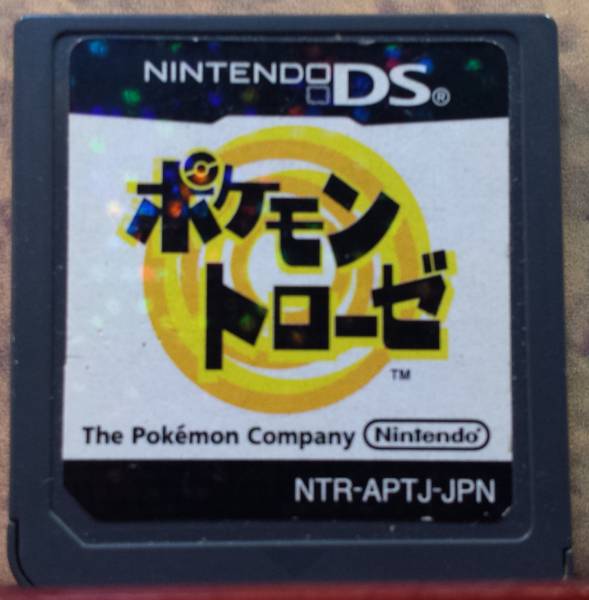 NINTENDO DS®
ポケモン
トローゼ
TM
The Pokémon Company Nintendo®
NTR-APTJ-JPN